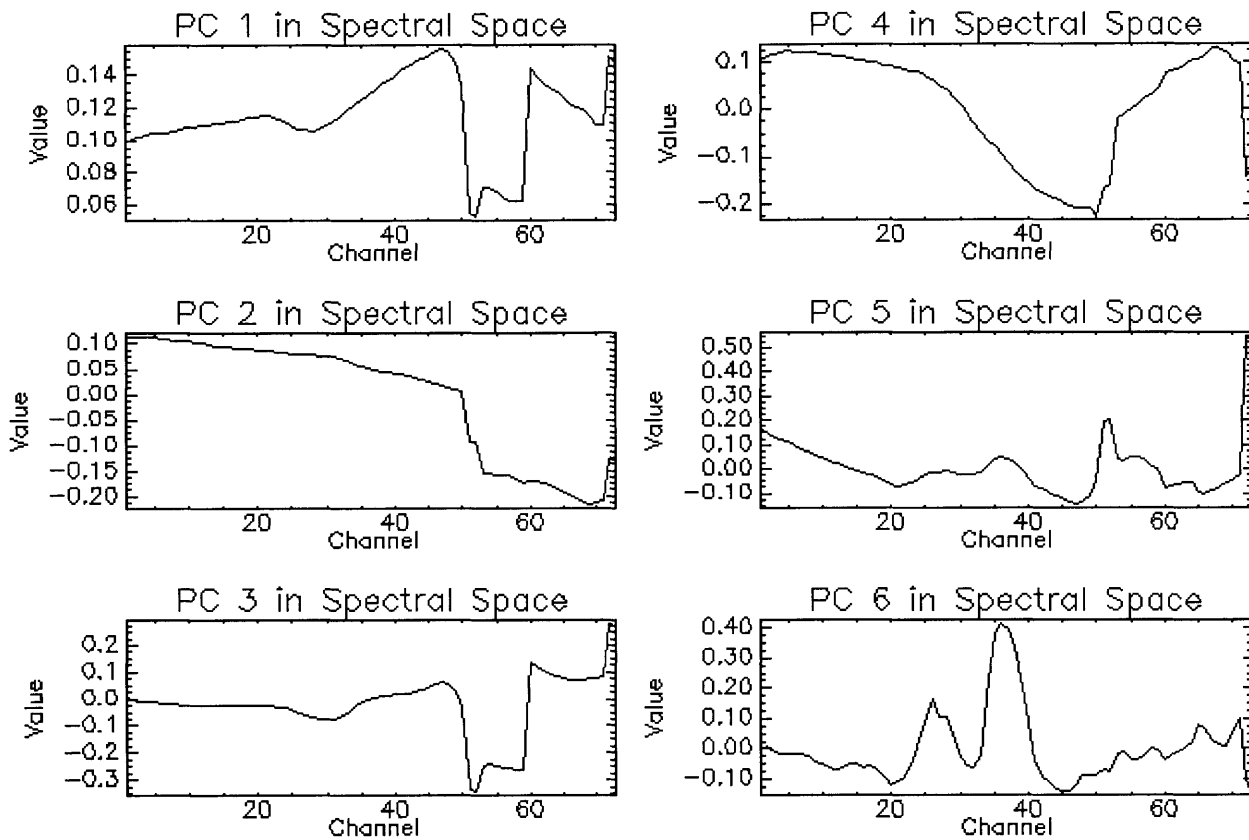 PC 1 in Spectral Space
Value
0.14
0.12
0.10
0.08
0.06
20
40
60
Channel
PC 4 in Spectral Space
Value
0.1
0.0
-0.1
-0.2
20
40
60
Channel
PC 2 in Spectral Space
Value
0.10
0.05
0.00
-0.05
-0.10
-0.15
-0.20
20
40
60
Channel
PC 5 in Spectral Space
Value
0.50
0.40
0.30
0.20
0.10
0.00
-0.10
20
40
60
Channel
PC 3 in Spectral Space
Value
0.2
0.1
0.0
-0.1
-0.2
-0.3
20
40
60
Channel
PC 6 in Spectral Space
Value
0.40
0.30
0.20
0.10
0.00
-0.10
20
40
60
Channel